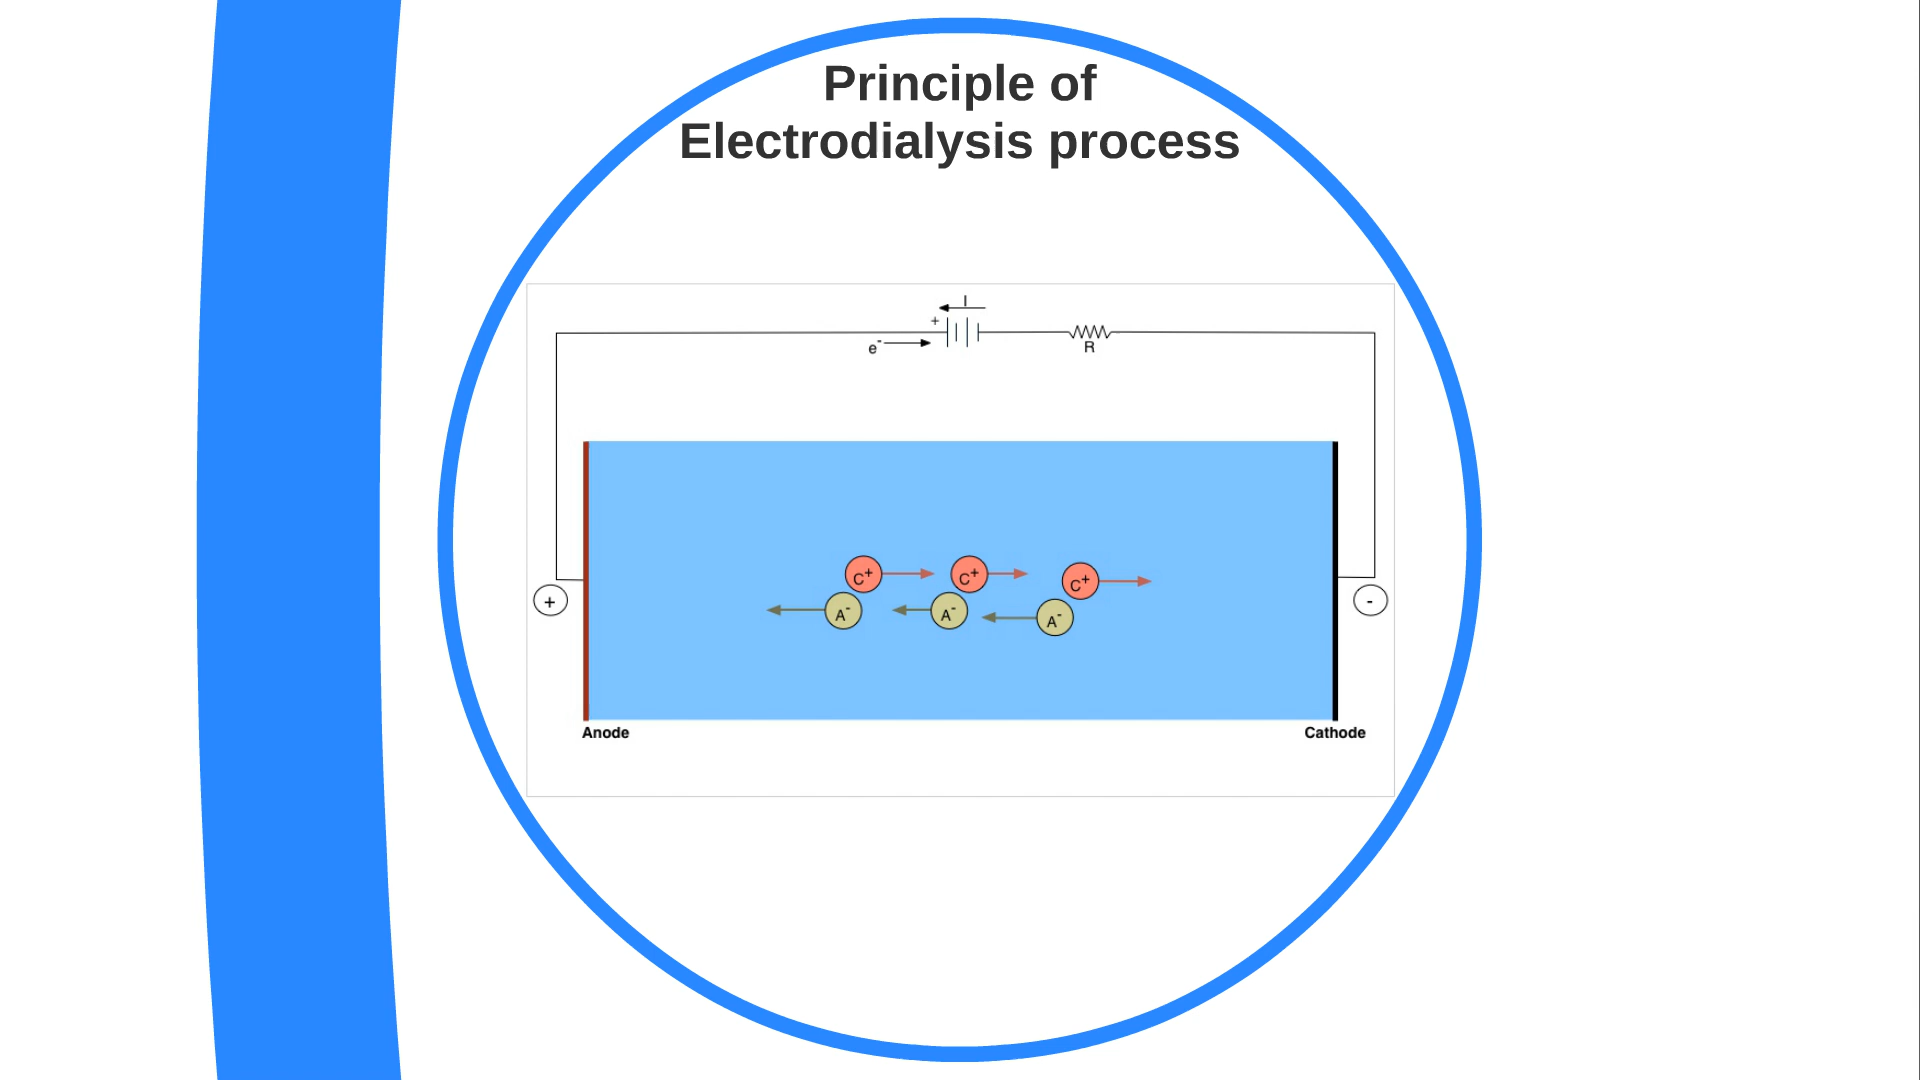 Principle of
Electrodialysis process
I
+
e⁻
R
C⁺ C⁺ C⁺
+ A⁻ A⁻ A⁻ -
Anode Cathode